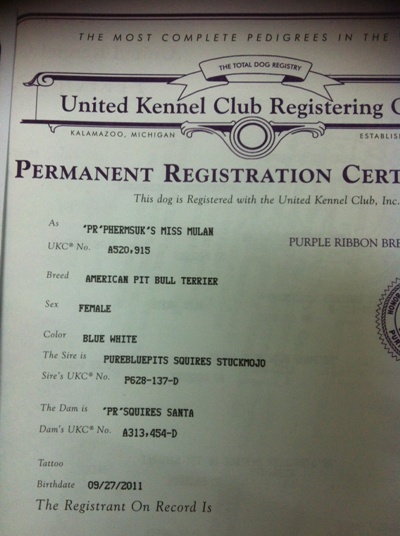 THE MOST COMPLETE PEDIGREES IN THE
THE TOTAL DOG REGISTRY
United Kennel Club Registering
KALAMAZOO, MICHIGAN ESTABLIS
PERMANENT REGISTRATION CERT
This dog is Registered with the United Kennel Club, Inc.
As 'PR'PHERMSUK'S MISS MULAN
UKC® No. A520,915
PURPLE RIBBON BRE
Breed AMERICAN PIT BULL TERRIER
Sex FEMALE
Color BLUE WHITE
The Sire is PUREBLUEPITS SQUIRES STUCKMOJO
Sire's UKC® No. P628-137-D
The Dam is 'PR'SQUIRES SANTA
Dam's UKC® No. A313,454-D
Tattoo
Birthdate 09/27/2011
The Registrant On Record Is